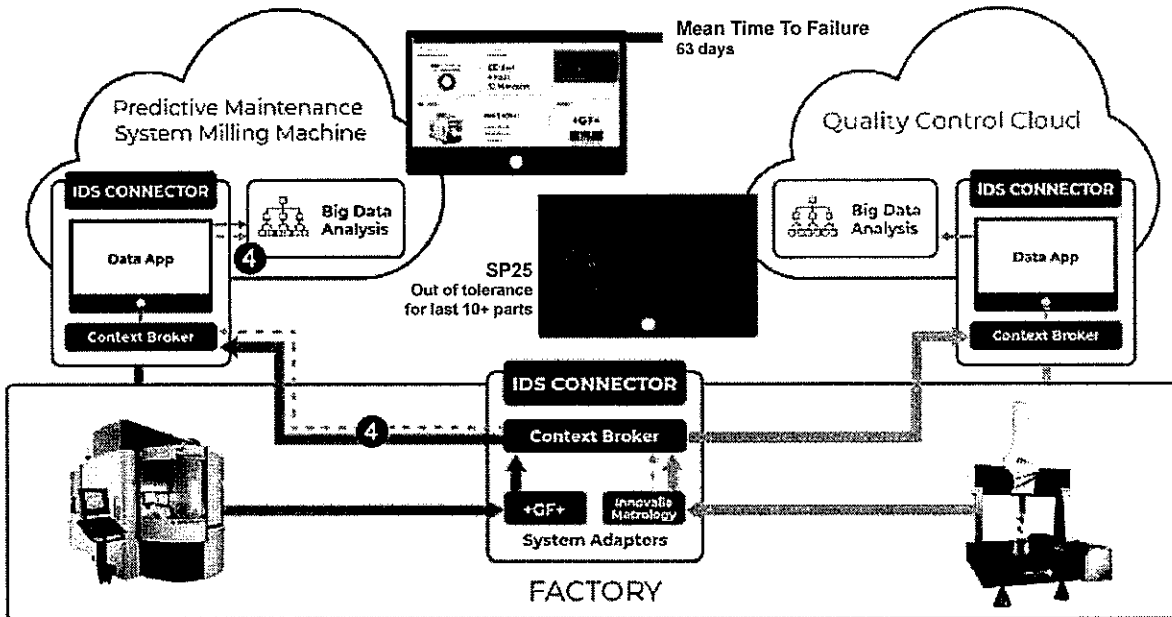 Mean Time To Failure
63 days
Predictive Maintenance
System Milling Machine
Quality Control Cloud
+GF+
IDS CONNECTOR
Big Data
Analysis
Data App
4
Context Broker
SP25
Out of tolerance
for last 10+ parts
Big Data
Analysis
IDS CONNECTOR
Data App
Context Broker
IDS CONNECTOR
4
Context Broker
+GF+
Innovalia
Metrology
System Adapters
FACTORY